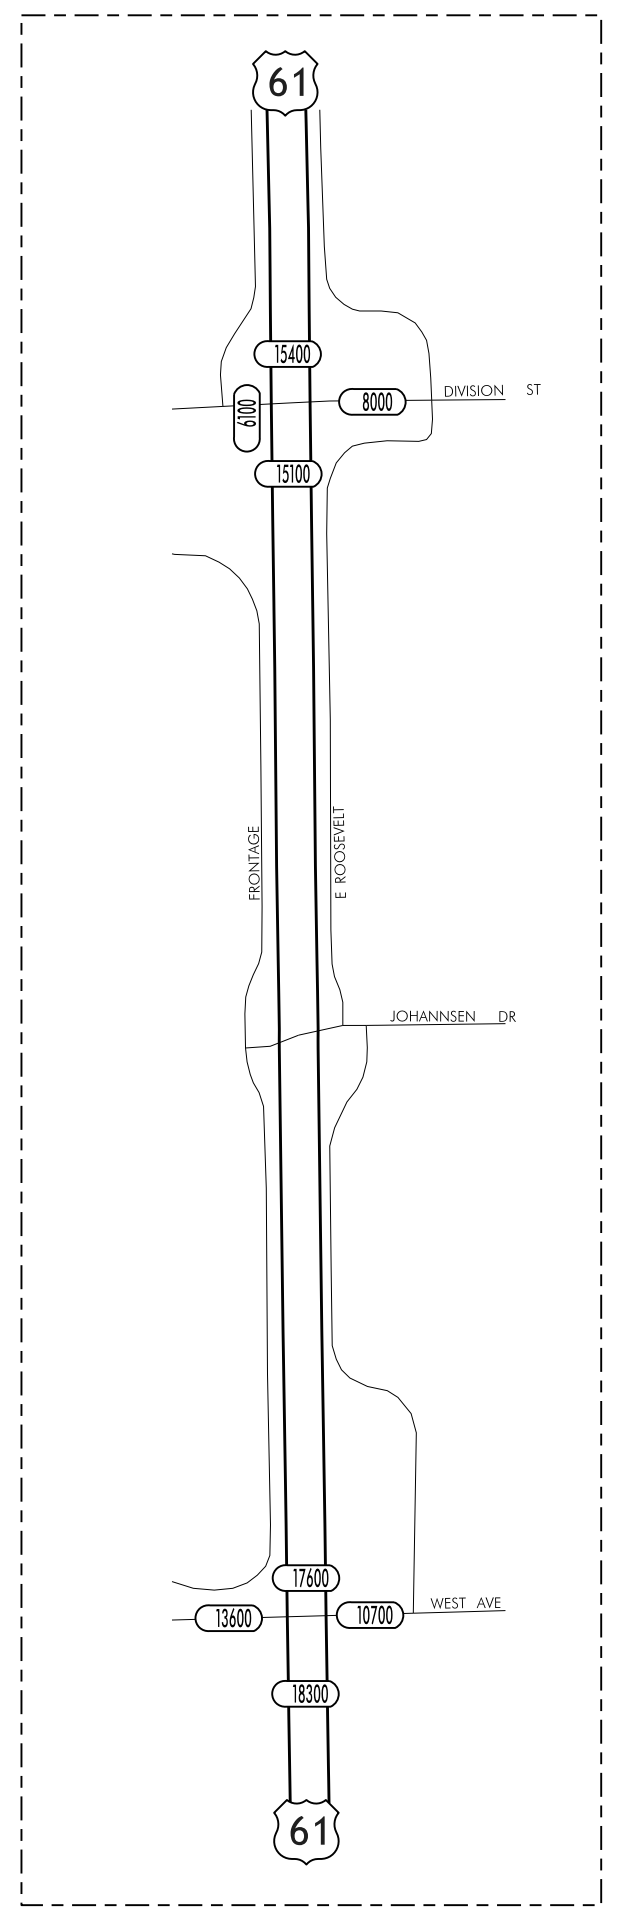 61
15400
DIVISION ST
6100
8000
15100
FRONTAGE
E ROOSEVELT
JOHANNSEN DR
17600
WEST AVE
13600
10700
18300
61